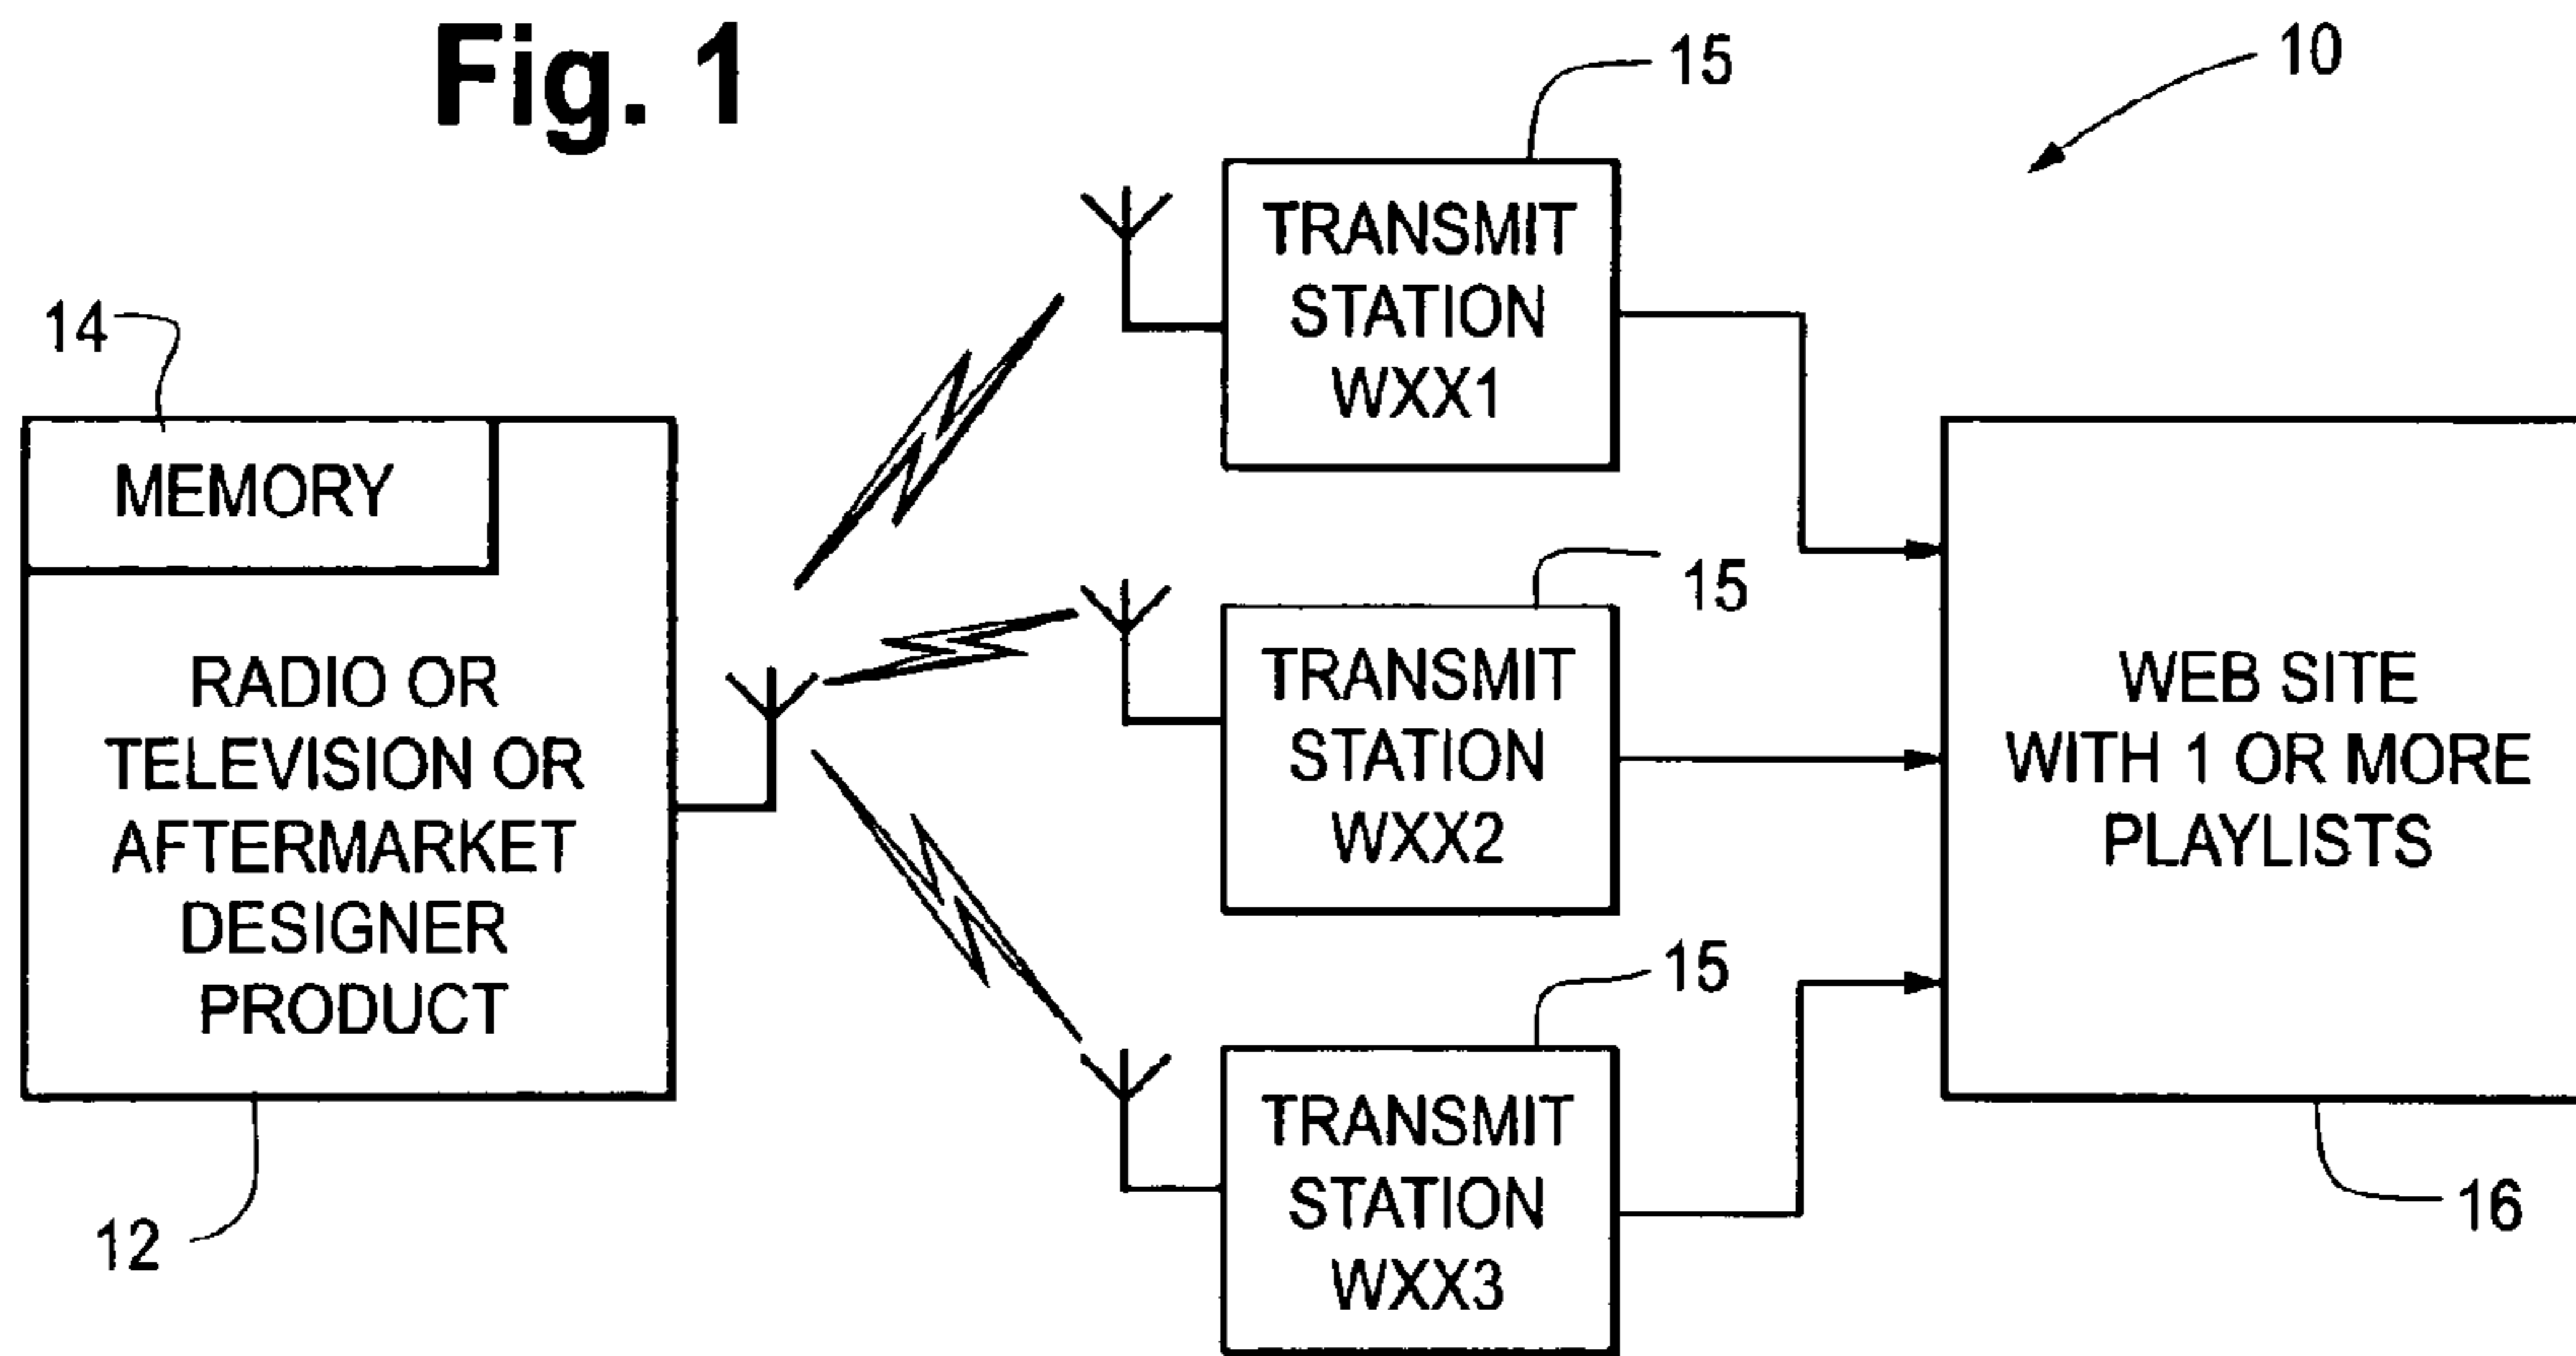 Fig. 1
10
14
MEMORY
RADIO OR
TELEVISION OR
AFTERMARKET
DESIGNER
PRODUCT
12
15
TRANSMIT
STATION
WXX1
15
TRANSMIT
STATION
WXX2
15
TRANSMIT
STATION
WXX3
WEB SITE
WITH 1 OR MORE
PLAYLISTS
16